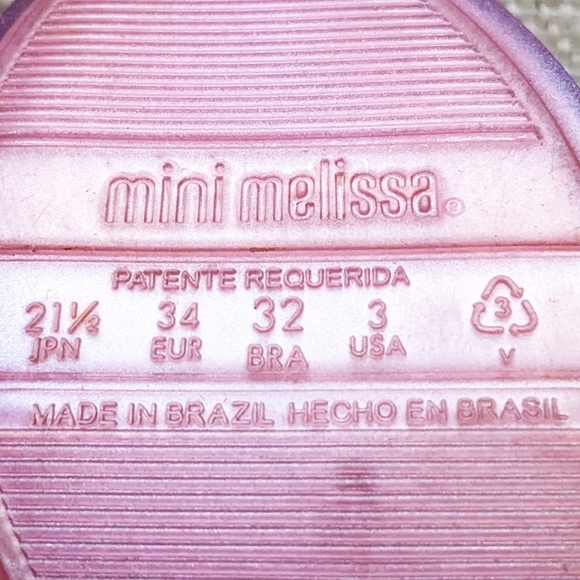 mini melissa®
PATENTE REQUERIDA
21½ 34 32 3 3
JPN EUR BRA USA V
MADE IN BRAZIL HECHO EN BRASIL